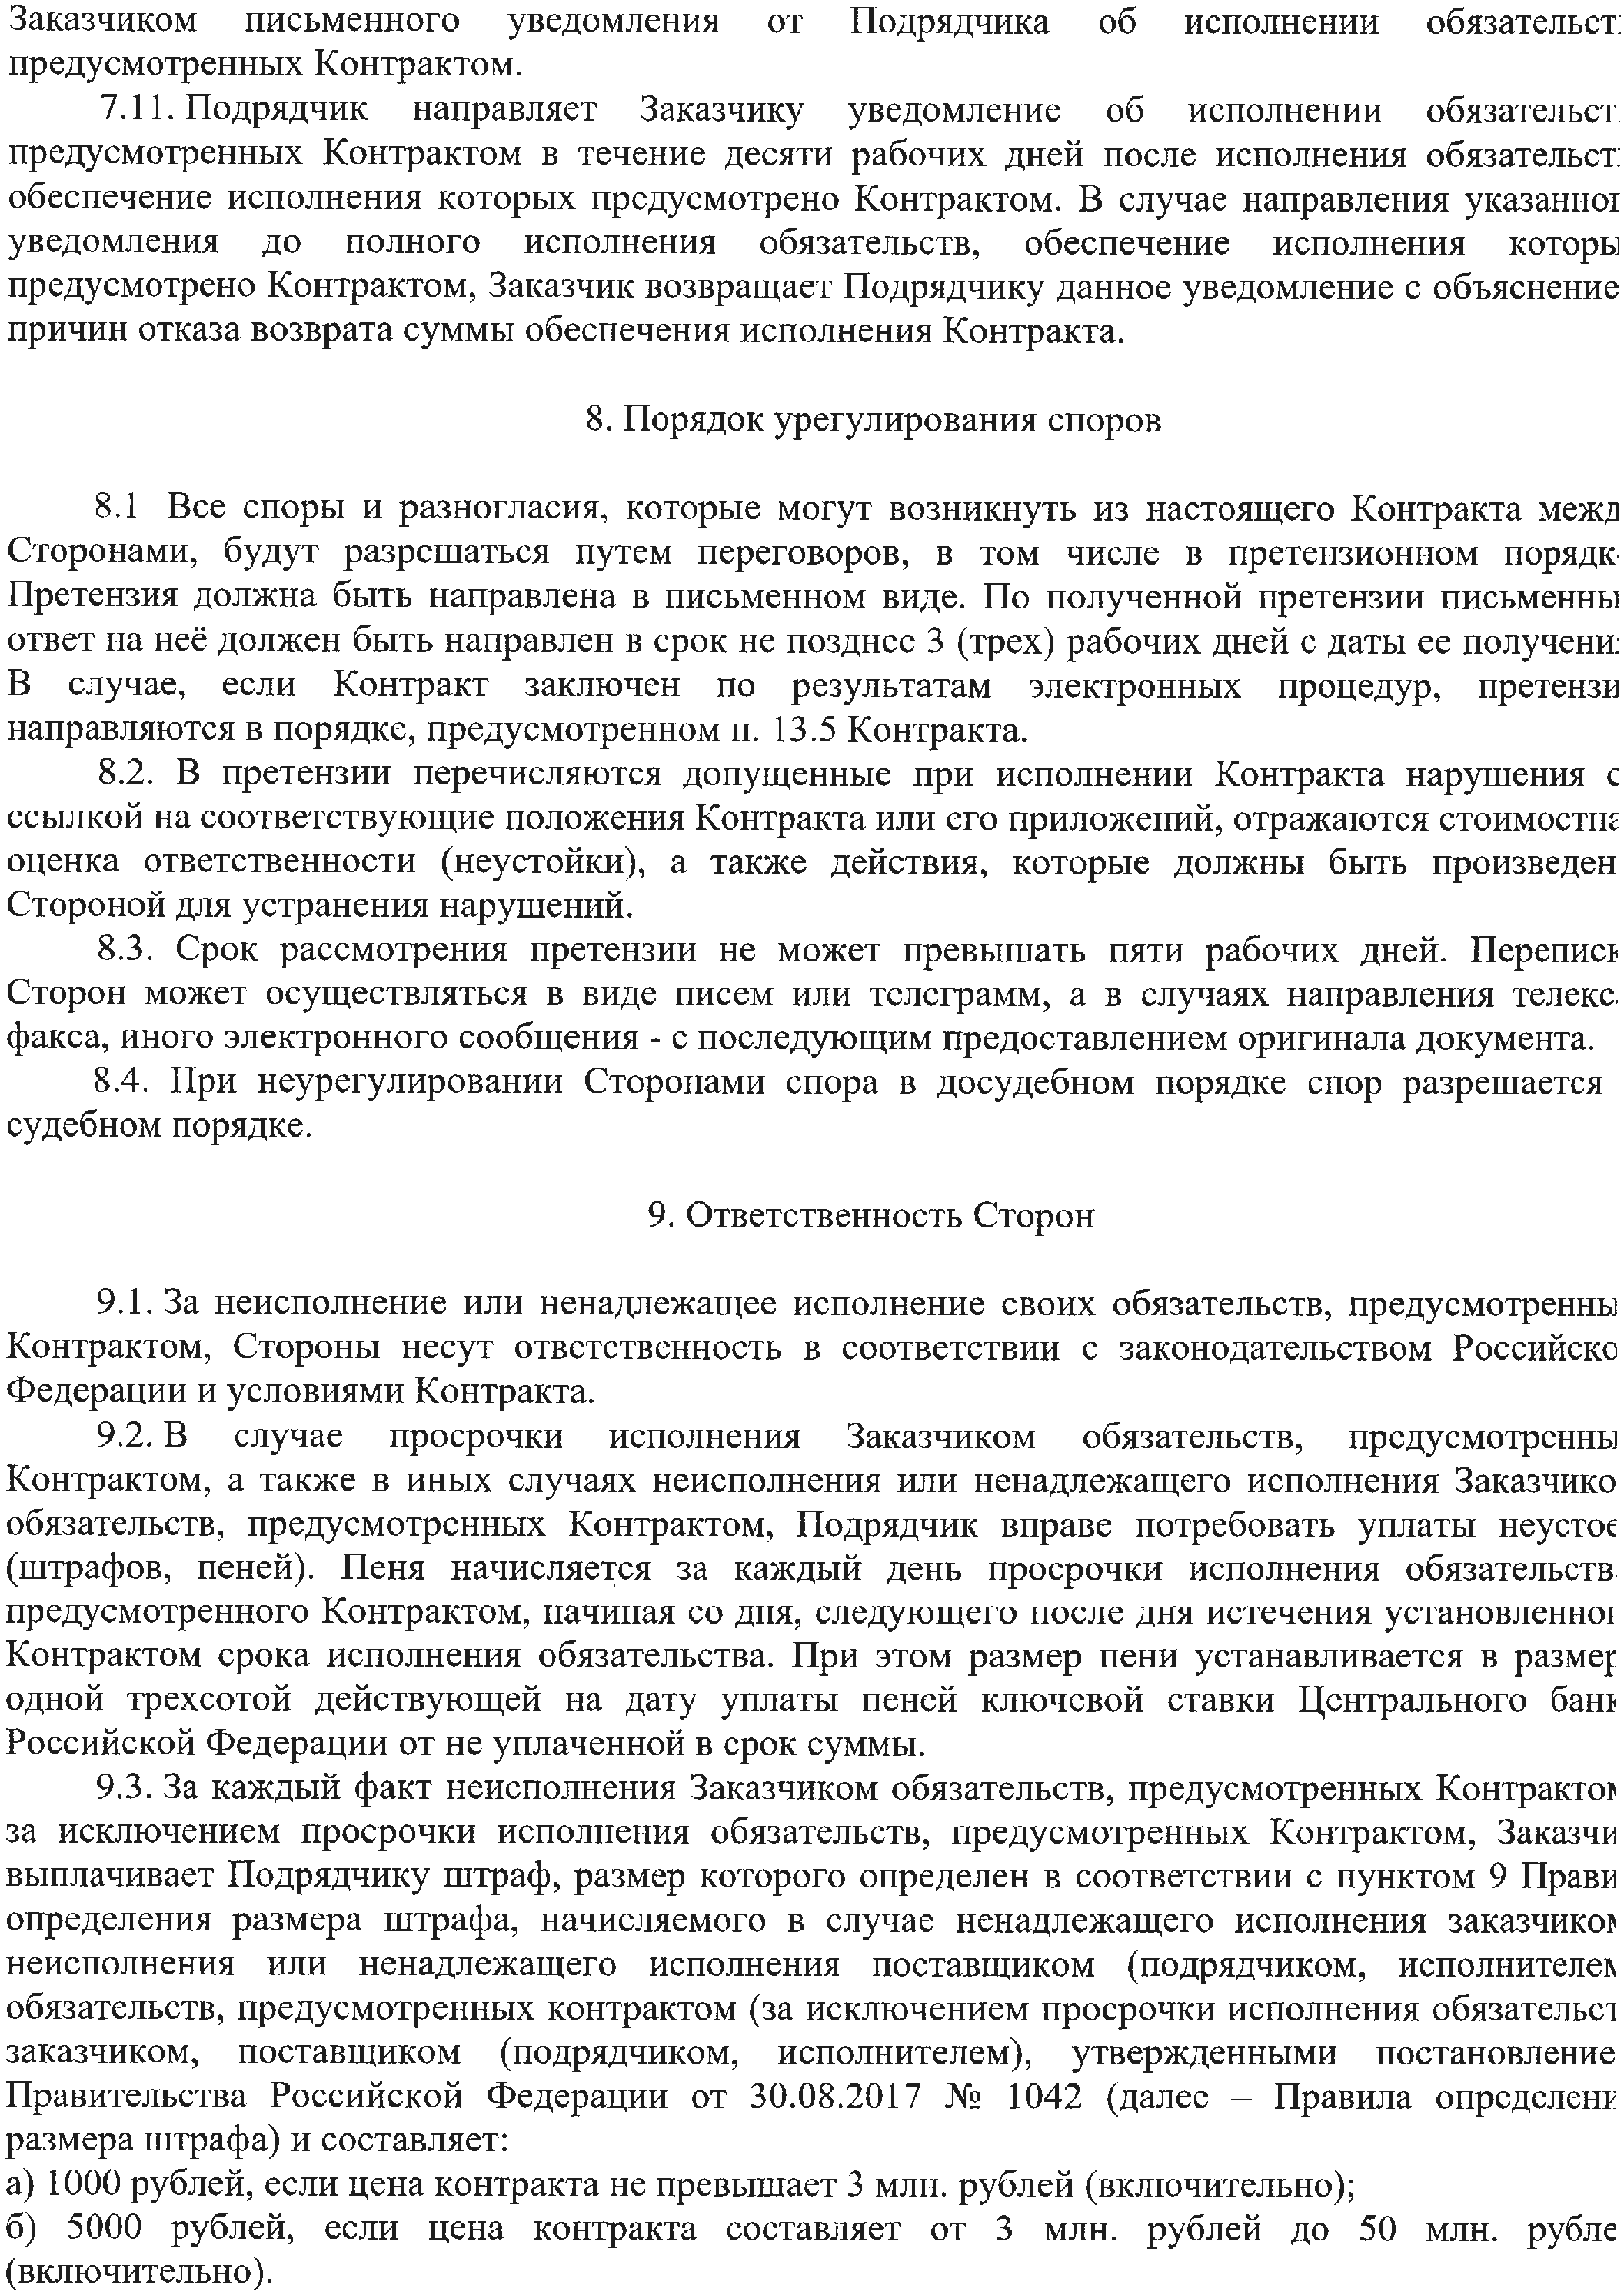 Заказчиком письменного уведомления от Подрядчика об исполнении обязательст
предусмотренных Контрактом.
7.11. Подрядчик направляет Заказчику уведомление об исполнении обязательст
предусмотренных Контрактом в течение десяти рабочих дней после исполнения обязательст
обеспечение исполнения которых предусмотрено Контрактом. В случае направления указанног
уведомления до полного исполнения обязательств, обеспечение исполнения которы
предусмотрено Контрактом, Заказчик возвращает Подрядчику данное уведомление с объяснение
причин отказа возврата суммы обеспечения исполнения Контракта.
8. Порядок урегулирования споров
8.1 Все споры и разногласия, которые могут возникнуть из настоящего Контракта межд
Сторонами, будут разрешаться путем переговоров, в том числе в претензионном порядк
Претензия должна быть направлена в письменном виде. По полученной претензии письменны
ответ на неё должен быть направлен в срок не позднее 3 (трех) рабочих дней с даты ее получени
В случае, если Контракт заключен по результатам электронных процедур, претензи
направляются в порядке, предусмотренном п. 13.5 Контракта.
8.2. В претензии перечисляются допущенные при исполнении Контракта нарушения с
ссылкой на соответствующие положения Контракта или его приложений, отражаются стоимостна
оценка ответственности (неустойки), а также действия, которые должны быть произведен
Стороной для устранения нарушений.
8.3. Срок рассмотрения претензии не может превышать пяти рабочих дней. Переписк
Сторон может осуществляться в виде писем или телеграмм, а в случаях направления телекс
факса, иного электронного сообщения - с последующим предоставлением оригинала документа.
8.4. При неурегулировании Сторонами спора в досудебном порядке спор разрешается
судебном порядке.
9. Ответственность Сторон
9.1. За неисполнение или ненадлежащее исполнение своих обязательств, предусмотренны
Контрактом, Стороны несут ответственность в соответствии с законодательством Российско
Федерации и условиями Контракта.
9.2. В случае просрочки исполнения Заказчиком обязательств, предусмотренны
Контрактом, а также в иных случаях неисполнения или ненадлежащего исполнения Заказчико
обязательств, предусмотренных Контрактом, Подрядчик вправе потребовать уплаты неустое
(штрафов, пеней). Пеня начисляется за каждый день просрочки исполнения обязательств
предусмотренного Контрактом, начиная со дня, следующего после дня истечения установленног
Контрактом срока исполнения обязательства. При этом размер пени устанавливается в размер
одной трехсотой действующей на дату уплаты пеней ключевой ставки Центрального банк
Российской Федерации от не уплаченной в срок суммы.
9.3. За каждый факт неисполнения Заказчиком обязательств, предусмотренных Контрактом
за исключением просрочки исполнения обязательств, предусмотренных Контрактом, Заказчи
выплачивает Подрядчику штраф, размер которого определен в соответствии с пунктом 9 Прави
определения размера штрафа, начисляемого в случае ненадлежащего исполнения заказчиком
неисполнения или ненадлежащего исполнения поставщиком (подрядчиком, исполнителем
обязательств, предусмотренных контрактом (за исключением просрочки исполнения обязательст
заказчиком, поставщиком (подрядчиком, исполнителем), утвержденными постановление
Правительства Российской Федерации от 30.08.2017 № 1042 (далее – Правила определени
размера штрафа) и составляет:
а) 1000 рублей, если цена контракта не превышает 3 млн. рублей (включительно);
б) 5000 рублей, если цена контракта составляет от 3 млн. рублей до 50 млн. рубле
(включительно).